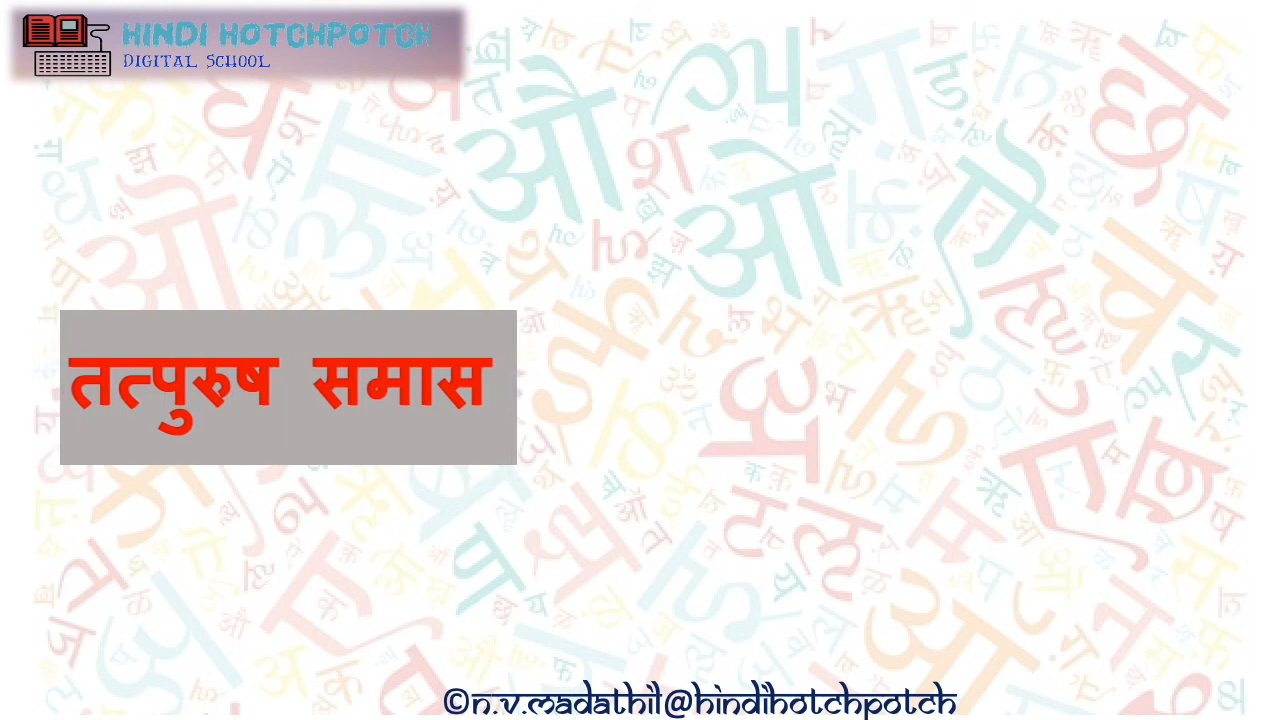 HINDI HOTCHPOTCH
DIGITAL SCHOOL
तत्पुरुष समास
©n.v.madathil@hindihotchpotch